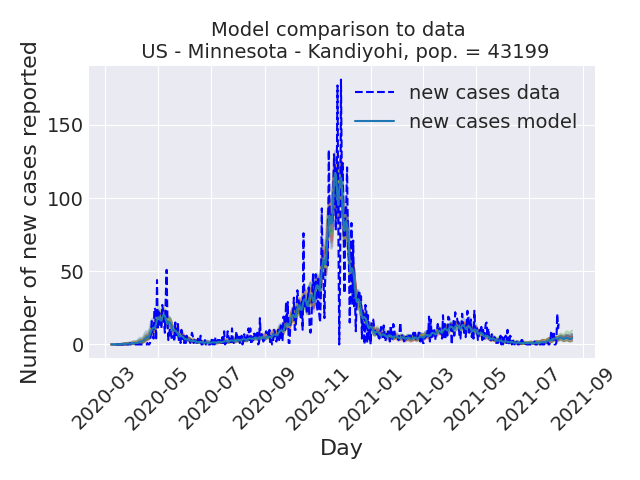 Model comparison to data
US - Minnesota - Kandiyohi, pop. = 43199
Number of new cases reported
150
100
50
0
new cases data
new cases model
2020-03
2020-05
2020-07
2020-09
2020-11
2021-01
2021-03
2021-05
2021-07
2021-09
Day